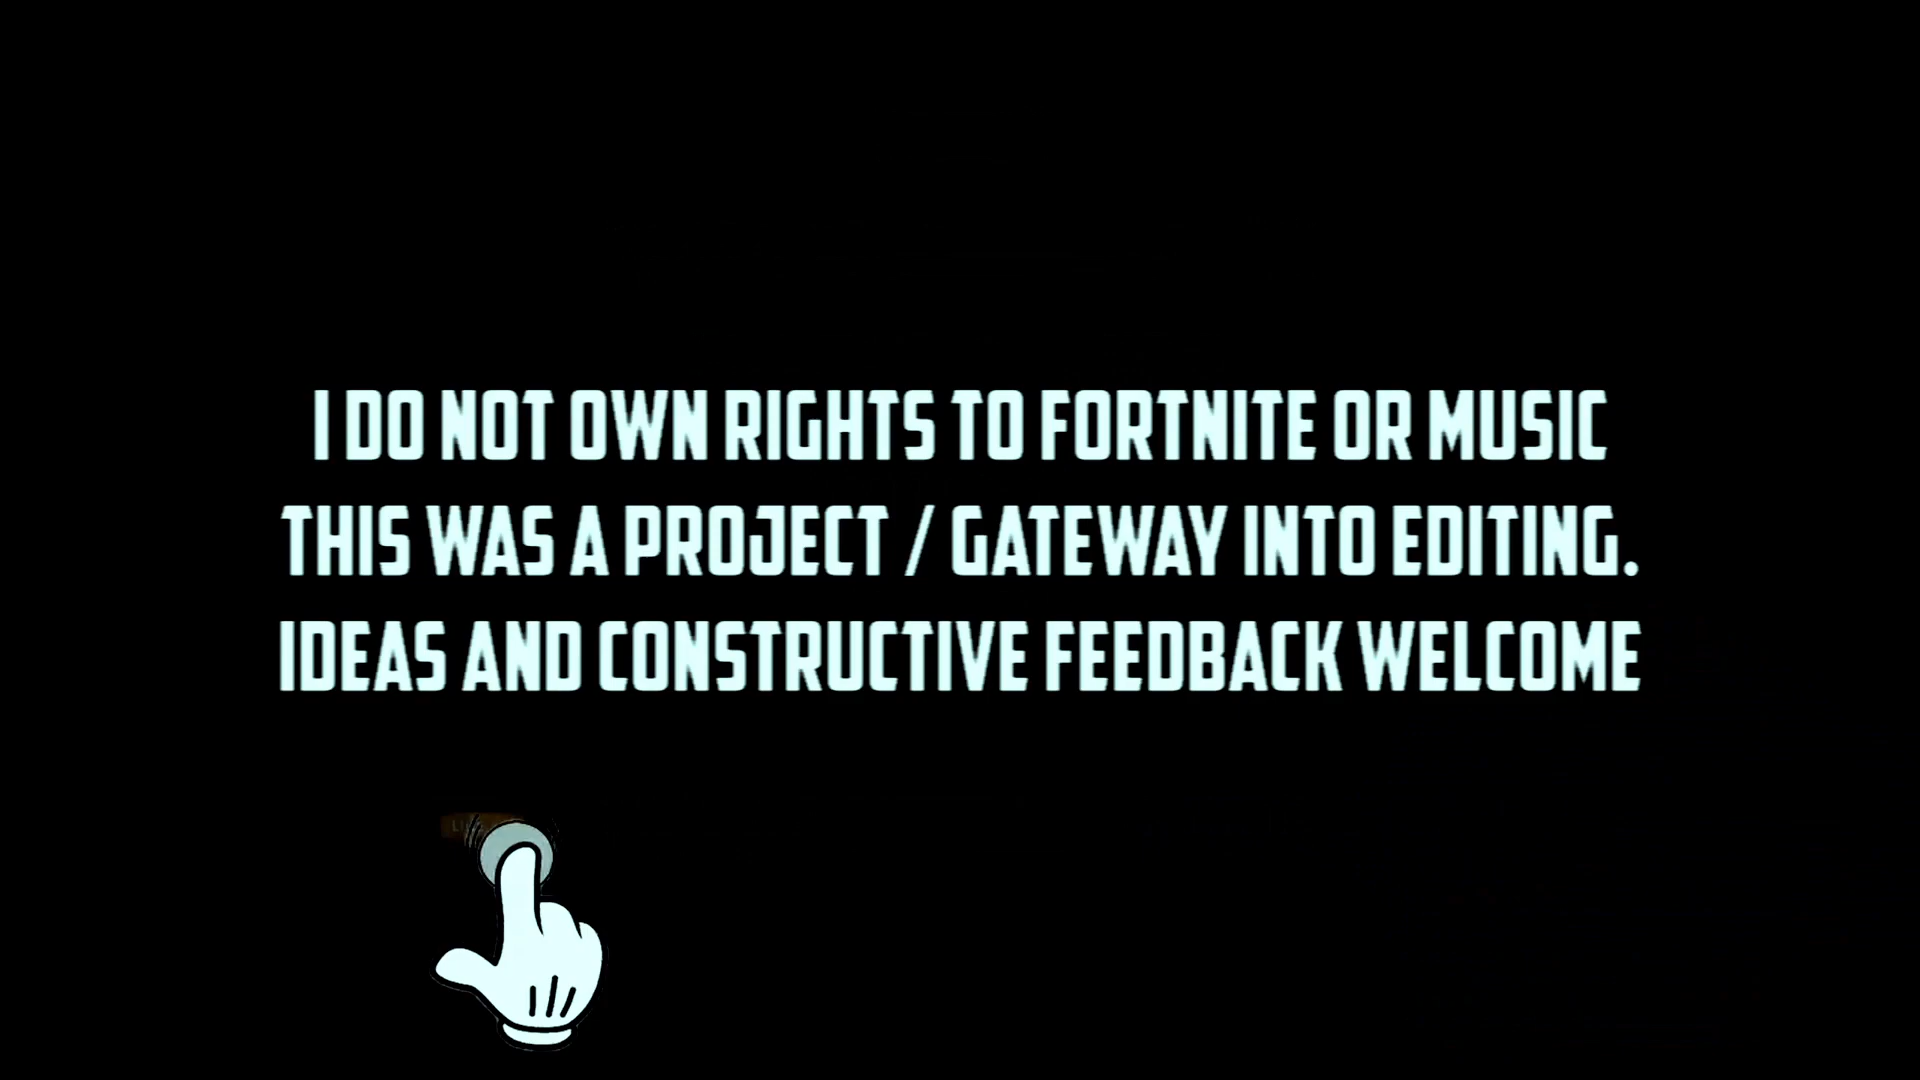 I DO NOT OWN RIGHTS TO FORTNITE OR MUSIC
THIS WAS A PROJECT / GATEWAY INTO EDITING.
IDEAS AND CONSTRUCTIVE FEEDBACK WELCOME